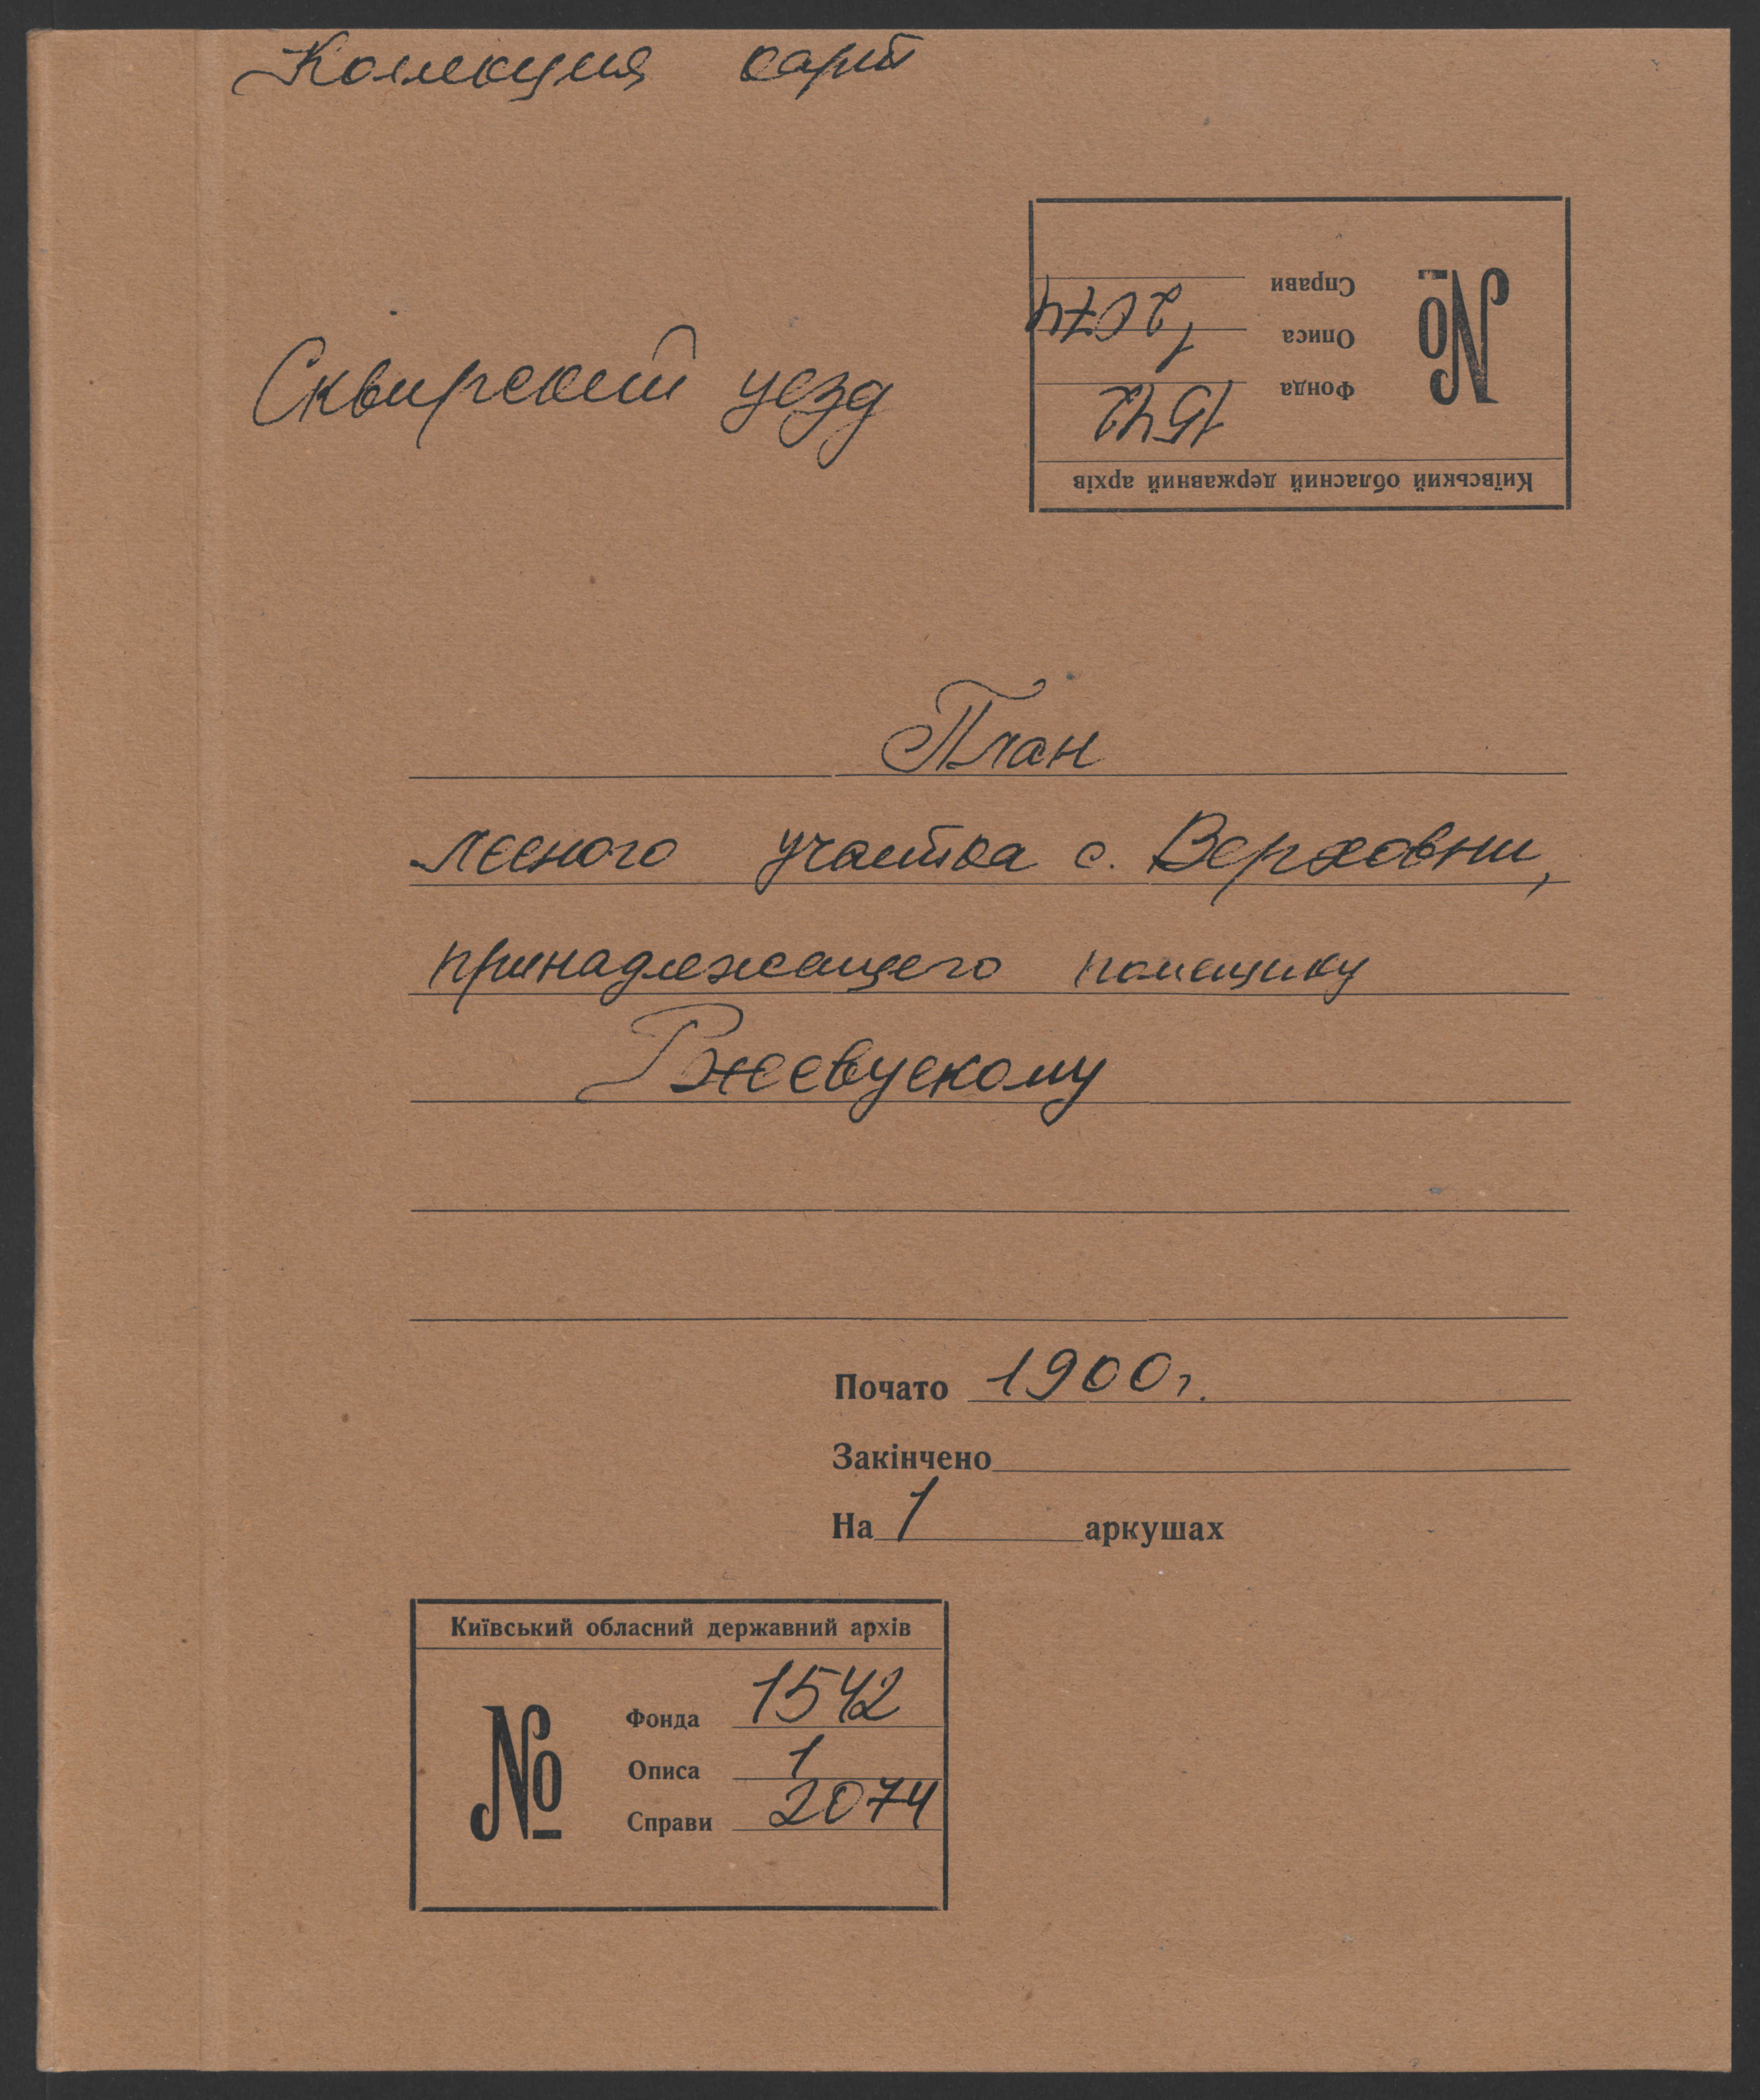 Коллекция карт
Справи 2074
Описа 1
Фонда 1542
№
Київський обласний державний архів
Сквирский уезд
План
лесного участка с. Верховни,
принадлежащего помещику
Ржевускому
Почато 1900 г.
Закінчено
На 1 аркушах
Київський обласний державний архів
№
Фонда 1542
Описа 1
Справи 2074